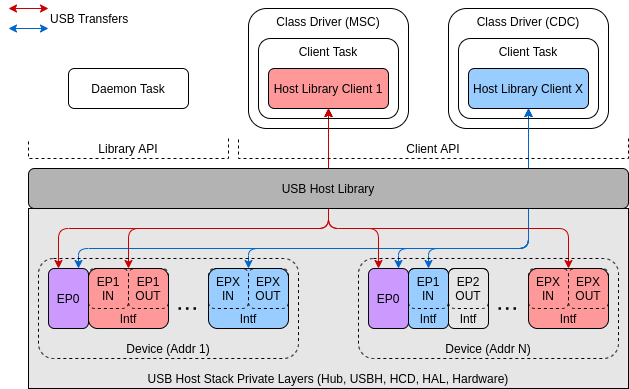 USB Transfers
Class Driver (MSC)
Class Driver (CDC)
Client Task
Client Task
Daemon Task
Host Library Client 1
Host Library Client X
Library API
Client API
USB Host Library
EP0
EP1 IN
EP1 OUT
Intf
...
EPX IN
EPX OUT
Intf
Device (Addr 1)
EP0
EP1 IN
Intf
EP2 OUT
Intf
...
EPX IN
EPX OUT
Intf
Device (Addr N)
USB Host Stack Private Layers (Hub, USBH, HCD, HAL, Hardware)